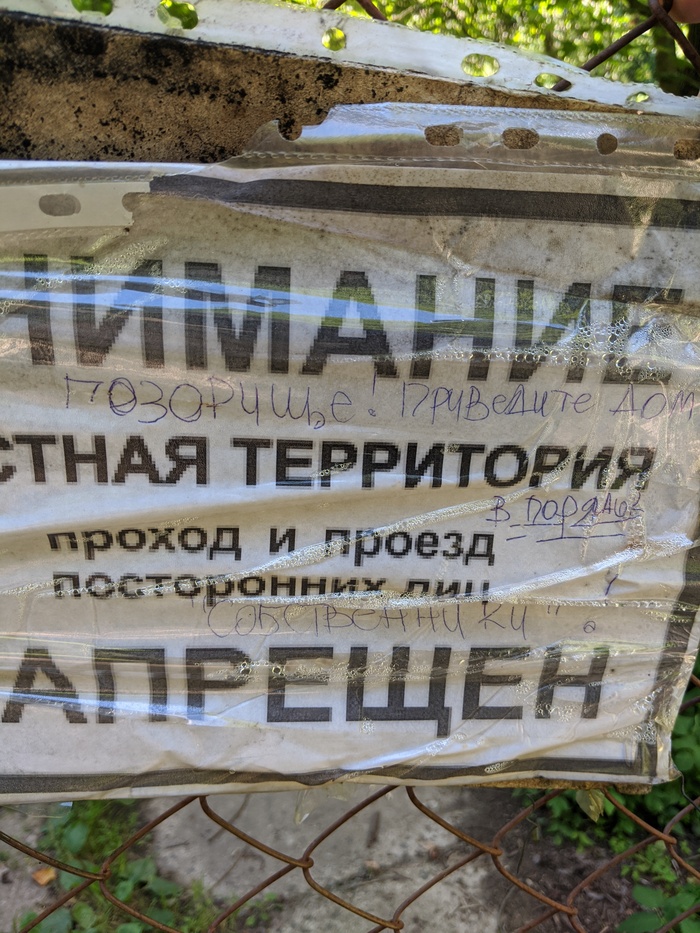 НИМАНИЕ
ПОЗОРИЩЕ! ПРИВЕДИТЕ ДОМ
СТНАЯ ТЕРРИТОРИЯ
В ПОРЯДОК
проход и проезд
посторонних лиц
"СОБСТВЕННИКИ"
АПРЕЩЕН